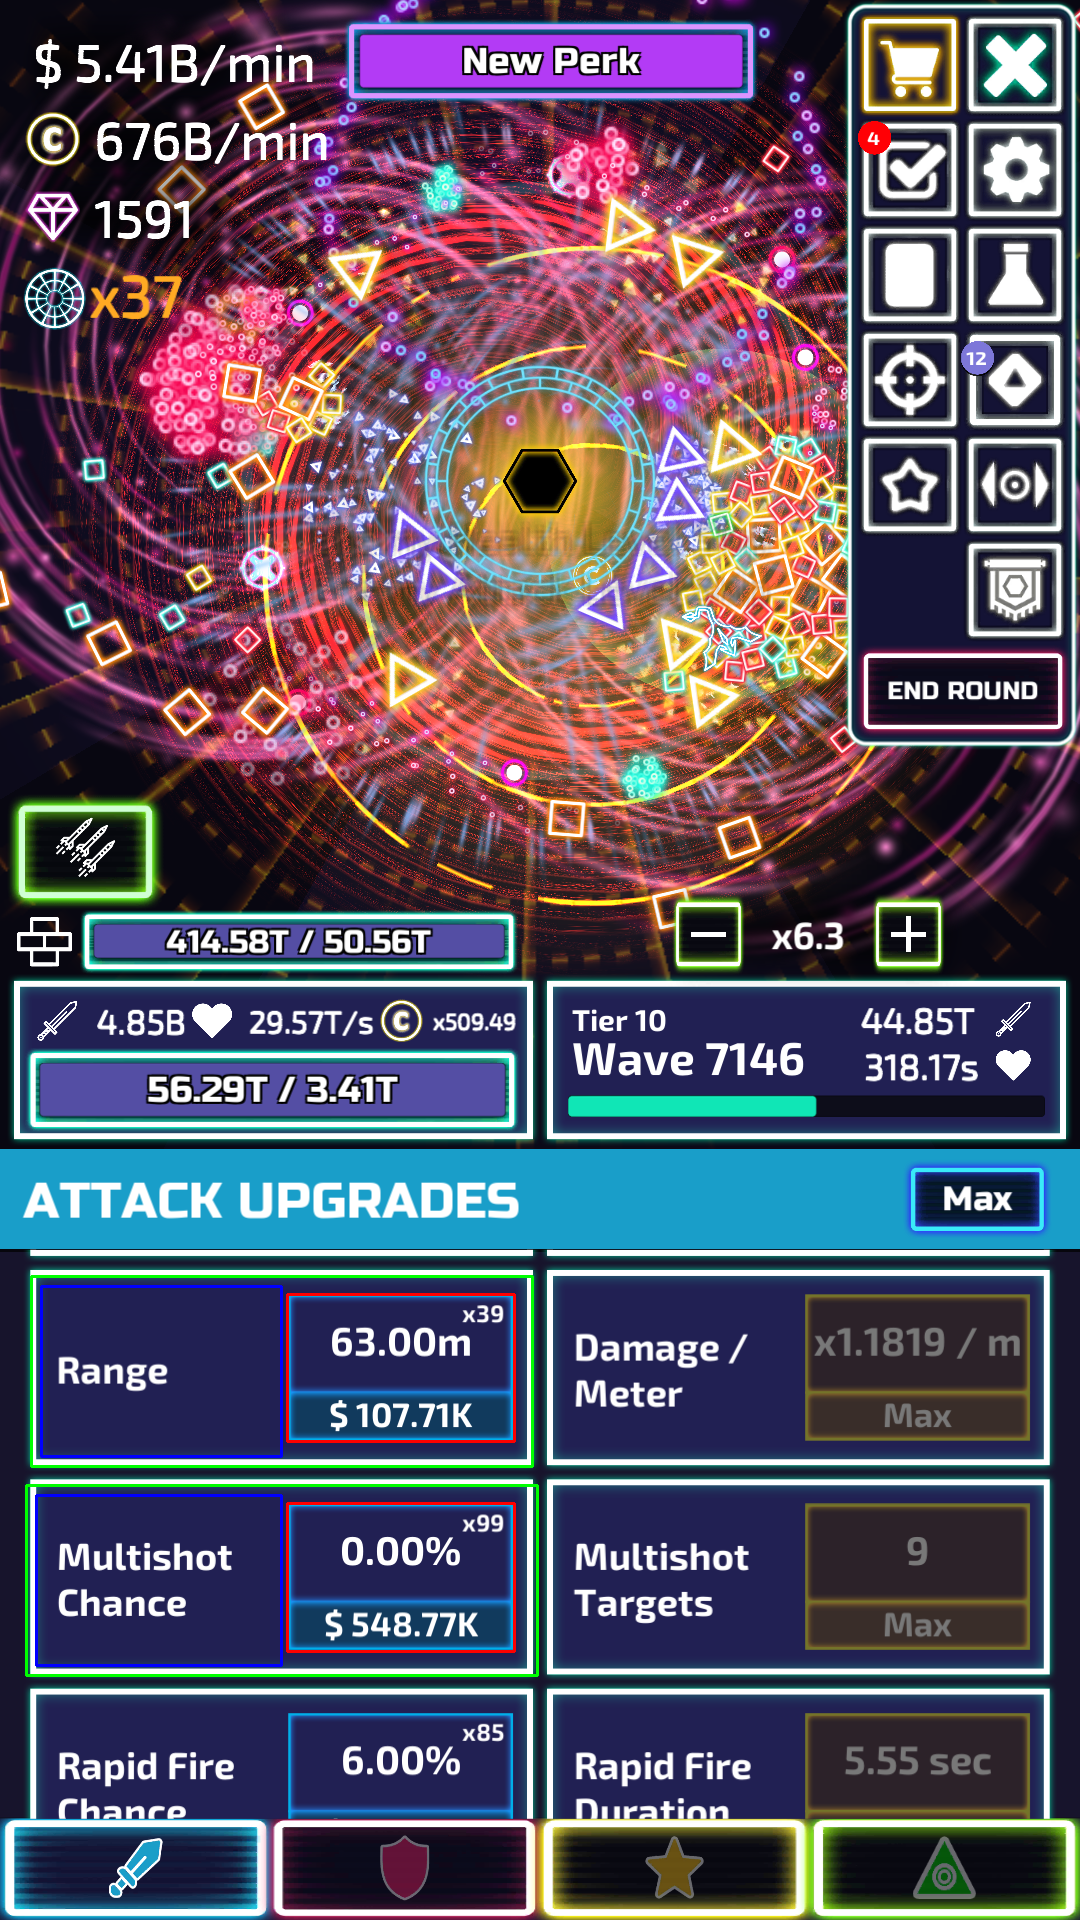 $ 5.41B/min
New Perk
C 676B/min
4
1591
x37
12
END ROUND
414.58T / 50.56T
x6.3
4.85B 29.57T/s C x509.49
56.29T / 3.41T
Tier 10
44.85T
Wave 7146
318.17s
ATTACK UPGRADES
Max
Range
x39
63.00m
$ 107.71K
Damage /
Meter
x1.1819 / m
Max
Multishot
Chance
x99
0.00%
$ 548.77K
Multishot
Targets
9
Max
Rapid Fire
Chance
x85
6.00%
Rapid Fire
Duration
5.55 sec